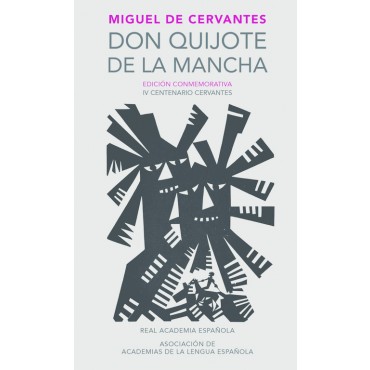 MIGUEL DE CERVANTES
DON QUIJOTE
DE LA MANCHA
EDICIÓN CONMEMORATIVA
IV CENTENARIO CERVANTES
REAL ACADEMIA ESPAÑOLA
ASOCIACIÓN DE
ACADEMIAS DE LA LENGUA ESPAÑOLA